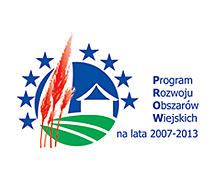 Program
Rozwoju
Obszarów
Wiejskich
na lata 2007-2013